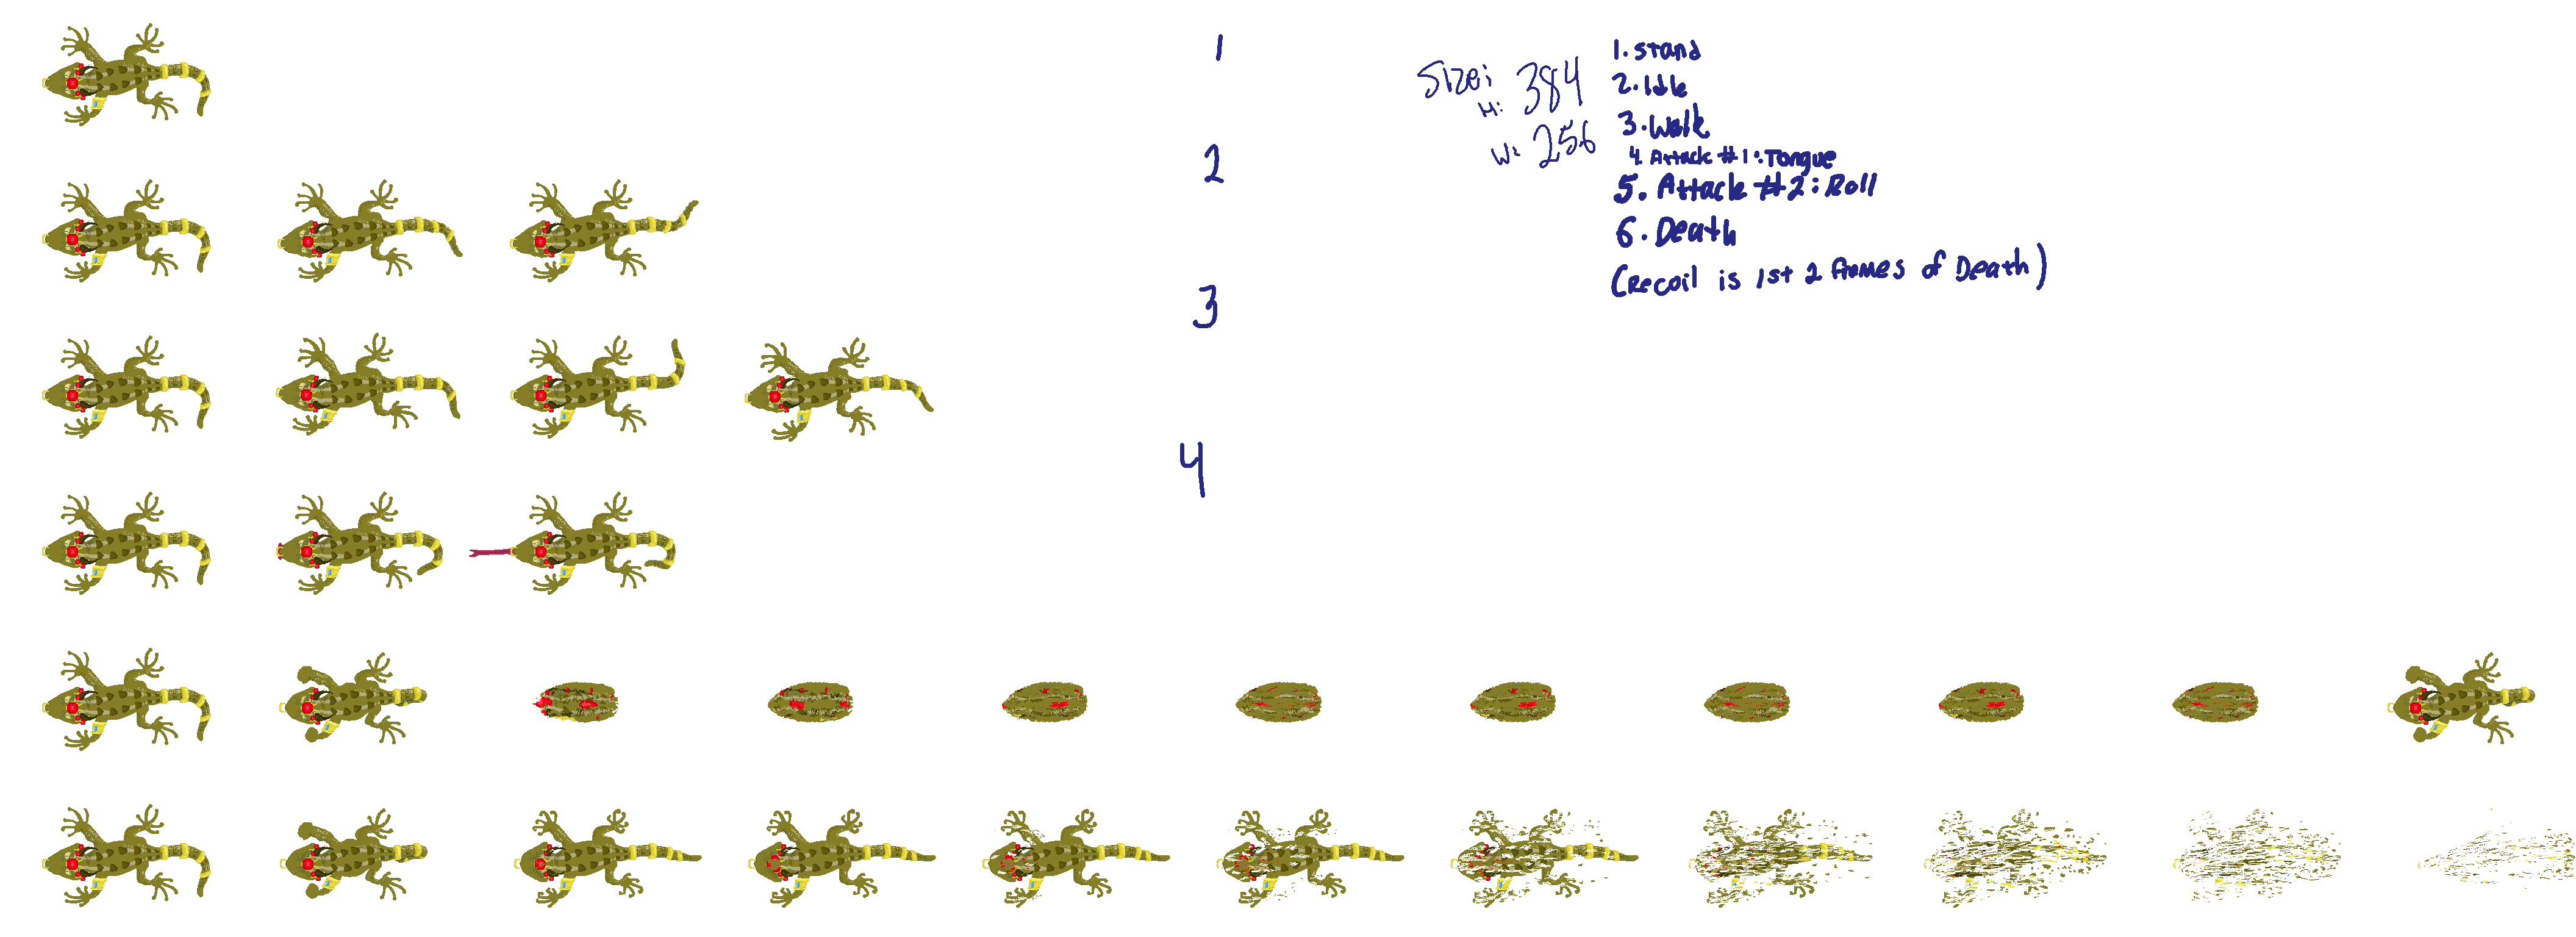 1
2
3
4
Size:
H: 384
W: 256
1. stand
2. Idle
3. Walk
4. Attack #1: Tongue
5. Attack #2: Roll
6. Death
(Recoil is 1st 2 frames of Death)